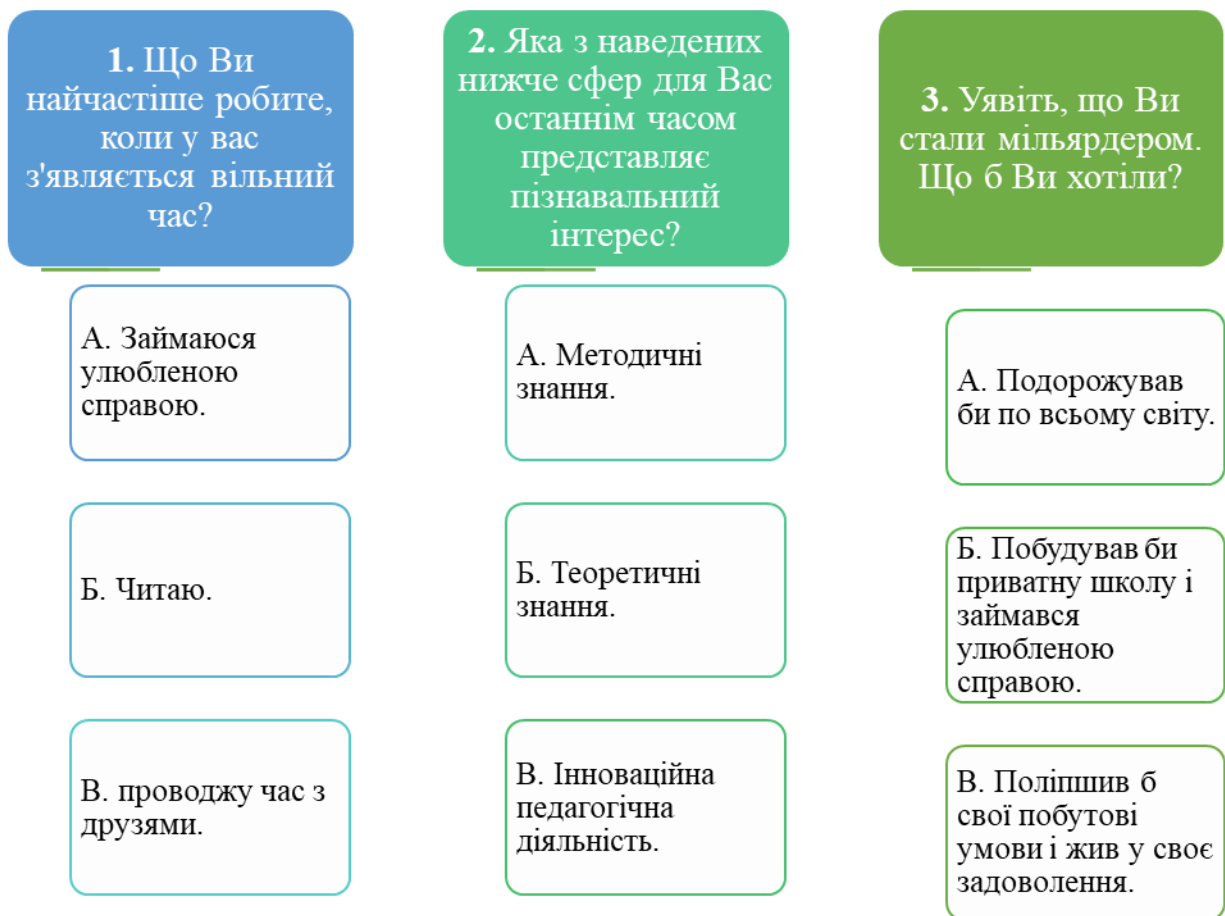 1. Що Ви
найчастіше робите,
коли у вас
з'являється вільний
час?
А. Займаюся
улюбленою
справою.
Б. Читаю.
В. проводжу час з
друзями.
2. Яка з наведених
нижче сфер для Вас
останнім часом
представляє
пізнавальний
інтерес?
А. Методичні
знання.
Б. Теоретичні
знання.
В. Інноваційна
педагогічна
діяльність.
3. Уявіть, що Ви
стали мільярдером.
Що б Ви хотіли?
А. Подорожував
би по всьому світу.
Б. Побудував би
приватну школу і
займався
улюбленою
справою.
В. Поліпшив б
свої побутові
умови і жив у своє
задоволення.